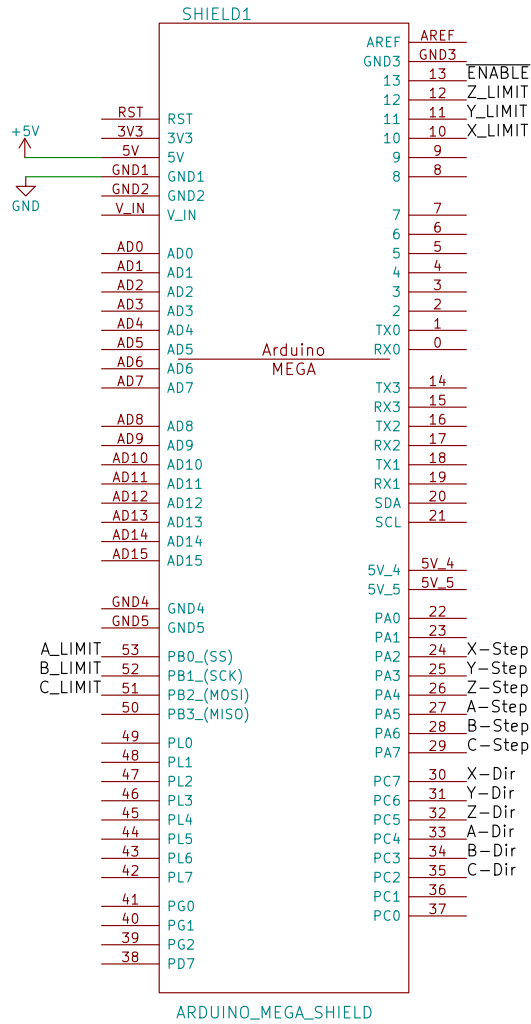 SHIELD1
AREF AREF
GND3 GND3
13 13 ENABLE
12 12 Z_LIMIT
RST RST 11 11 Y_LIMIT
3V3 3V3 10 10 X_LIMIT
+5V 5V 5V 9 9
GND GND1 GND1 8 8
GND2 GND2
V_IN V_IN 7 7
6 6
AD0 AD0 5 5
AD1 AD1 4 4
AD2 AD2 3 3
AD3 AD3 2 2
AD4 AD4 TX0 1
AD5 AD5 RX0 0
Arduino
MEGA
AD6 AD6
AD7 AD7 TX3 14
RX3 15
AD8 AD8 TX2 16
AD9 AD9 RX2 17
AD10 AD10 TX1 18
AD11 AD11 RX1 19
AD12 AD12 SDA 20
AD13 AD13 SCL 21
AD14 AD14
AD15 AD15 5V_4 5V_4
5V_5 5V_5
GND4 GND4 PA0 22
GND5 GND5 PA1 23
A_LIMIT 53 PB0_(SS) PA2 24 X-Step
B_LIMIT 52 PB1_(SCK) PA3 25 Y-Step
C_LIMIT 51 PB2_(MOSI) PA4 26 Z-Step
50 PB3_(MISO) PA5 27 A-Step
PA6 28 B-Step
49 PL0 PA7 29 C-Step
48 PL1
47 PL2 PC7 30 X-Dir
46 PL3 PC6 31 Y-Dir
45 PL4 PC5 32 Z-Dir
44 PL5 PC4 33 A-Dir
43 PL6 PC3 34 B-Dir
42 PL7 PC2 35 C-Dir
PC1 36
41 PG0 PC0 37
40 PG1
39 PG2
38 PD7
ARDUINO_MEGA_SHIELD